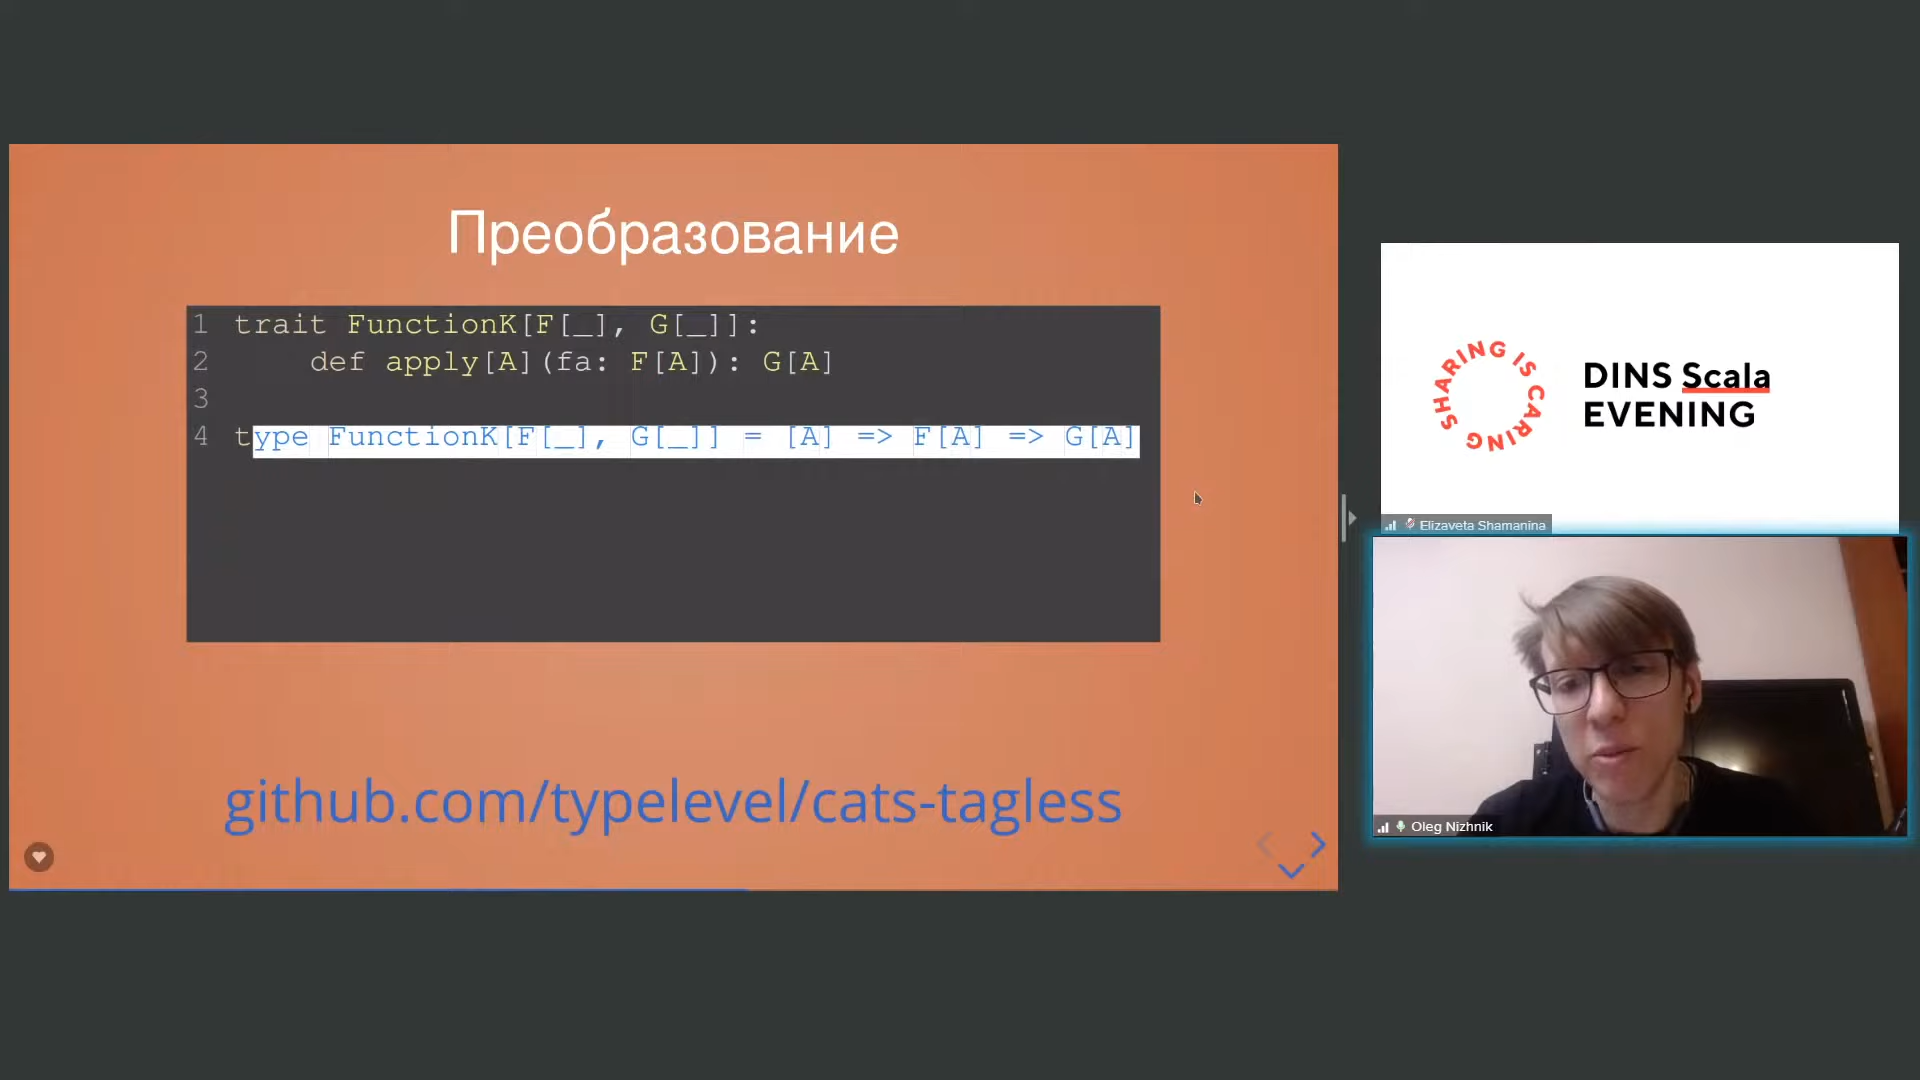 Преобразование
1 trait FunctionK[F[_], G[_]]:
2 def apply[A](fa: F[A]): G[A]
3
4 type FunctionK[F[_], G[_]] = [A] => F[A] => G[A]
github.com/typelevel/cats-tagless
SHARING IS CARING
DINS Scala
EVENING
Elizaveta Shamanina
Oleg Nizhnik